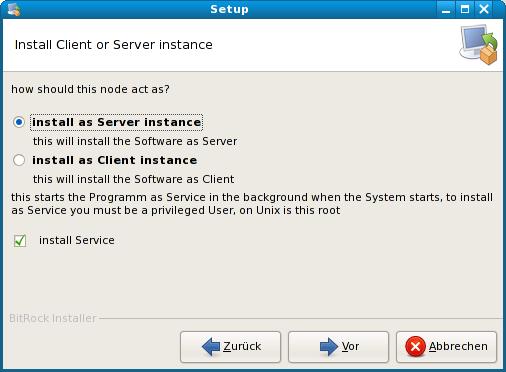 Setup
Install Client or Server instance
how should this node act as?
install as Server instance
this will install the Software as Server
install as Client instance
this will install the Software as Client
this starts the Programm as Service in the background when the System starts, to install
as Service you must be a privileged User, on Unix is this root
install Service
BitRock Installer
Zurück
Vor
Abbrechen